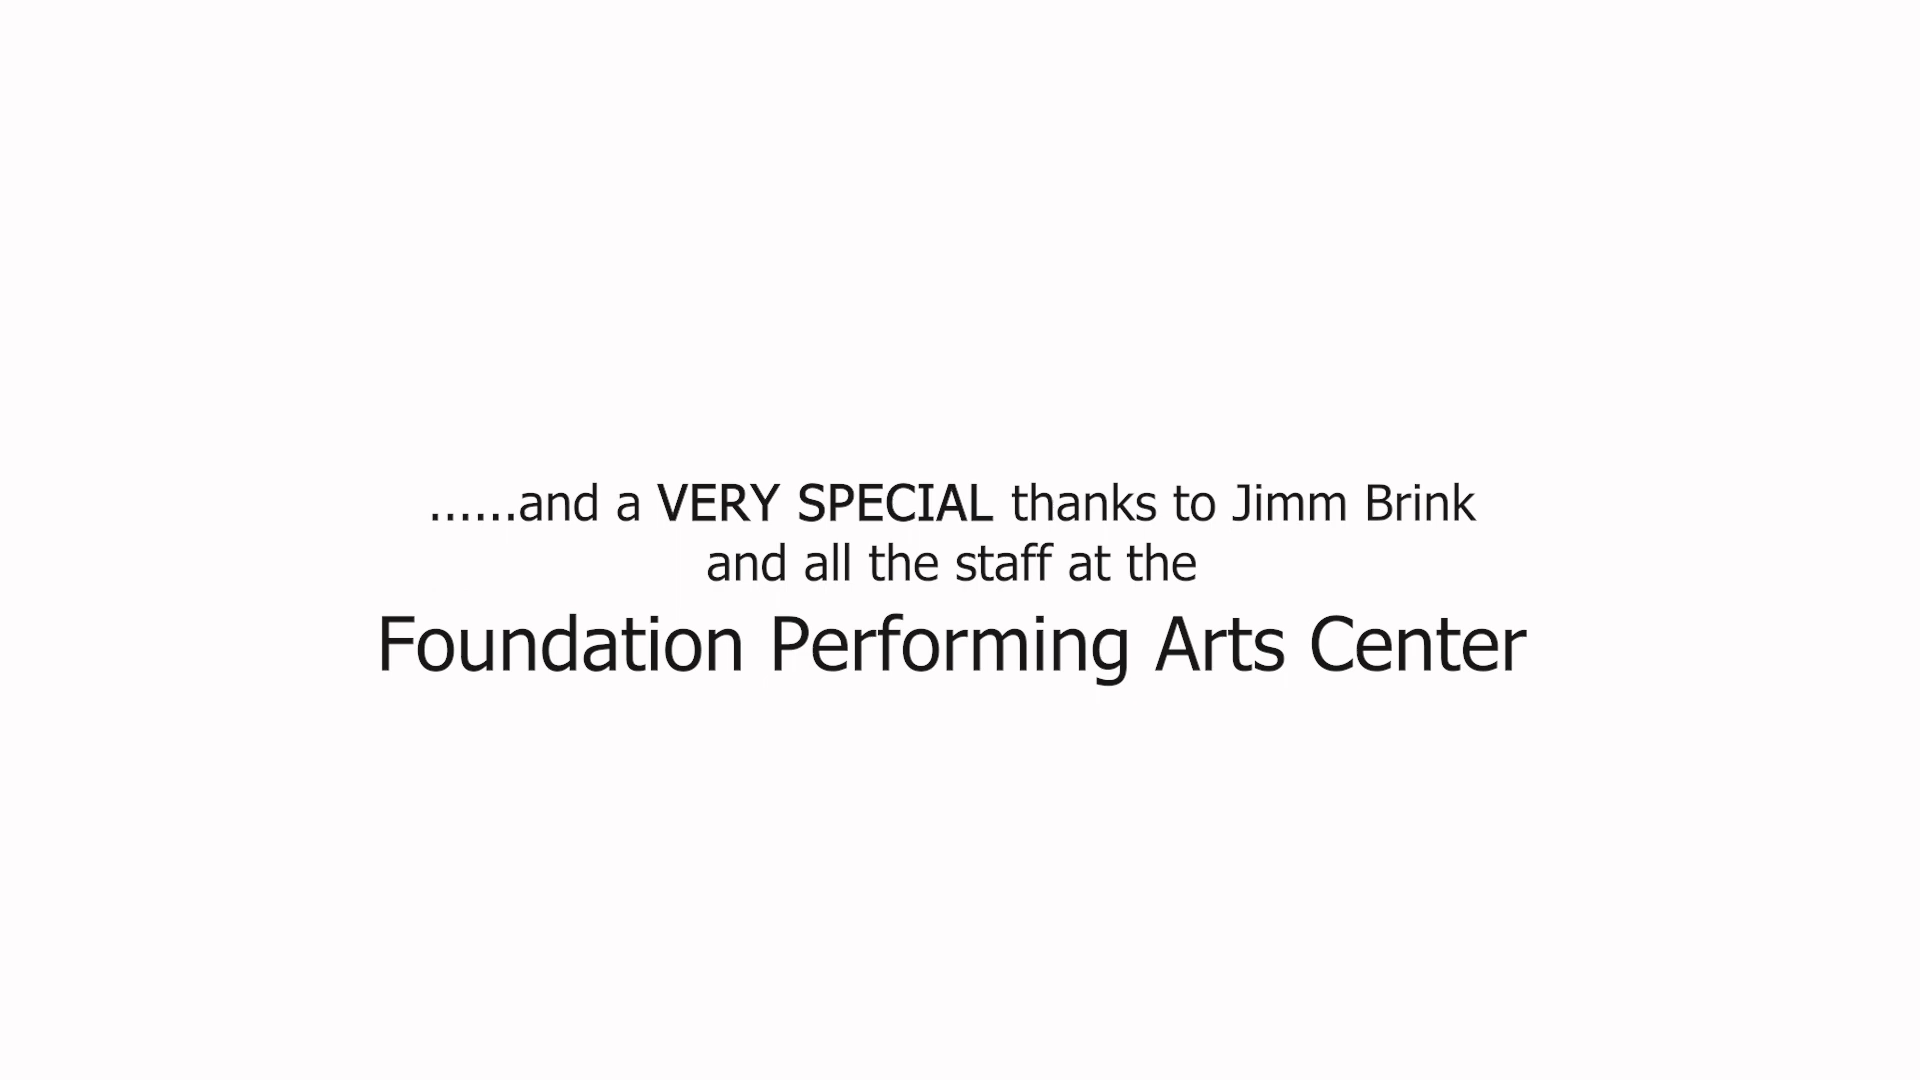 ......and a VERY SPECIAL thanks to Jimm Brink
and all the staff at the
Foundation Performing Arts Center